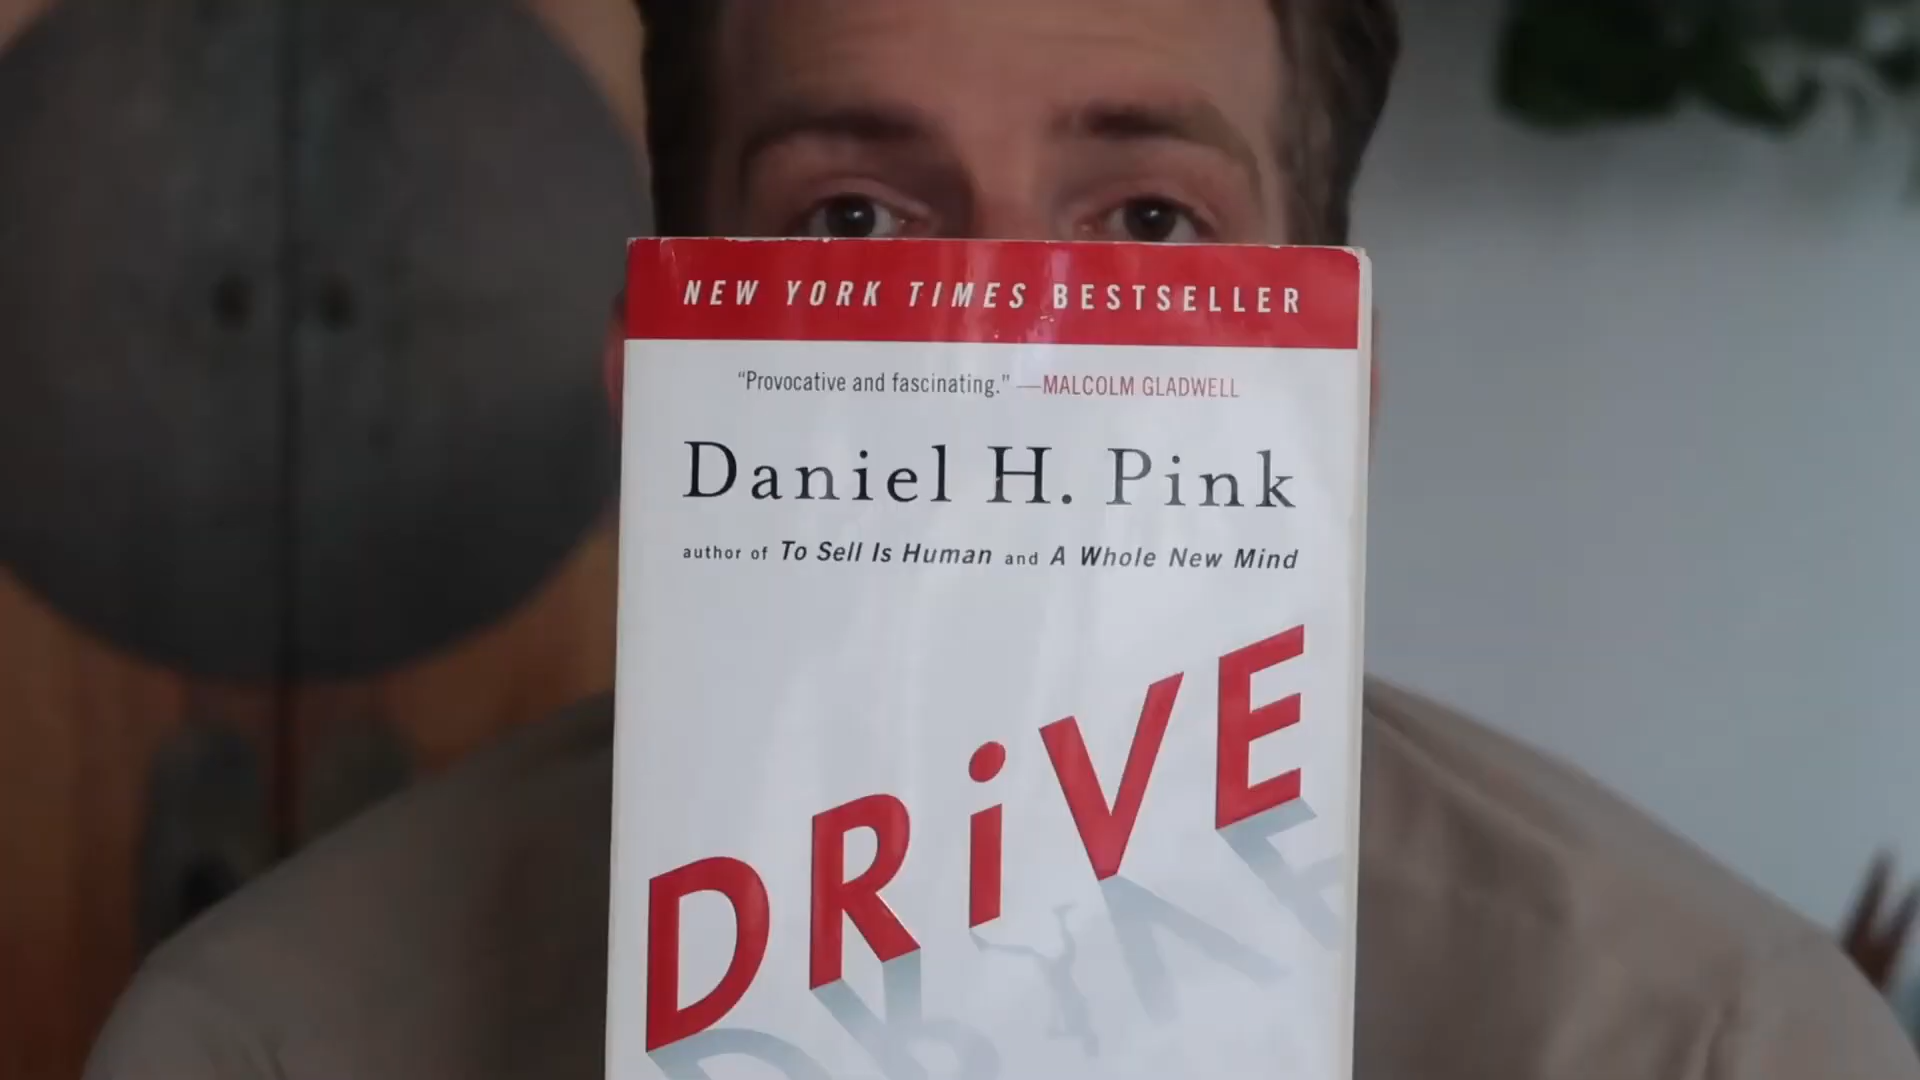 NEW YORK TIMES BESTSELLER
“Provocative and fascinating.” —MALCOLM GLADWELL
Daniel H. Pink
author of To Sell Is Human and A Whole New Mind
DRiVE